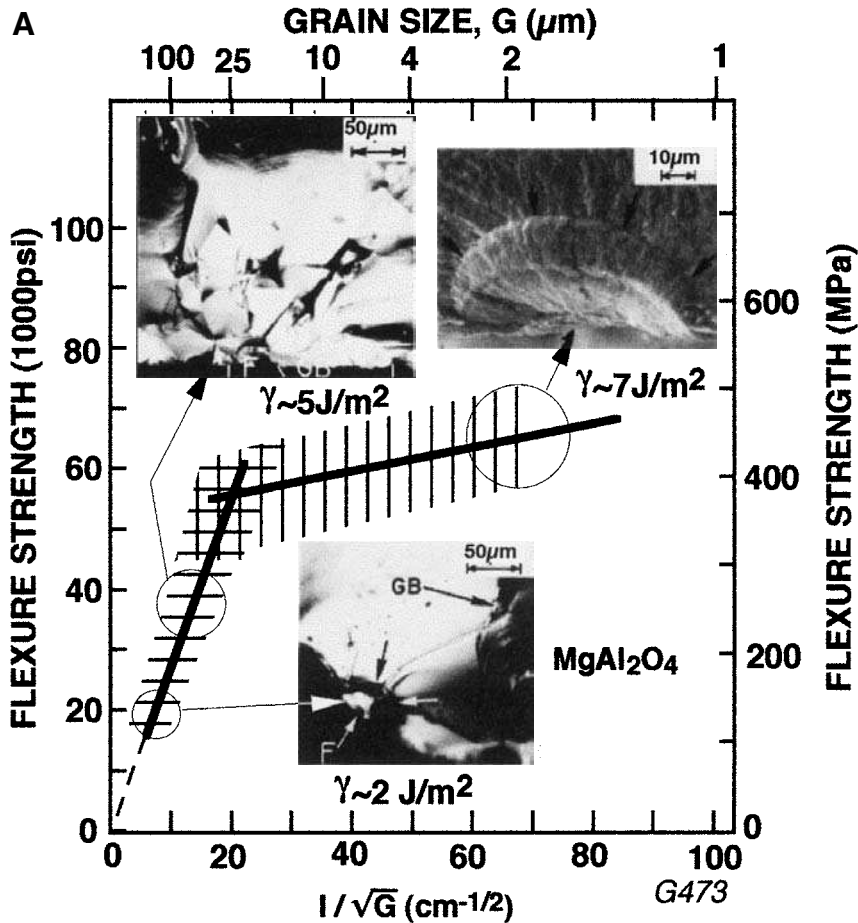 A
GRAIN SIZE, G (µm)
100 25 10 4 2 1
50µm
10µm
100
80
60
40
20
0
FLEXURE STRENGTH (1000psi)
600
400
200
0
FLEXURE STRENGTH (MPa)
F
GB
γ~5J/m²
γ~7J/m²
50µm
GB
F
MgAl₂O₄
γ~2 J/m²
0 20 40 60 80 100
I / √G (cm⁻¹/²)
G473